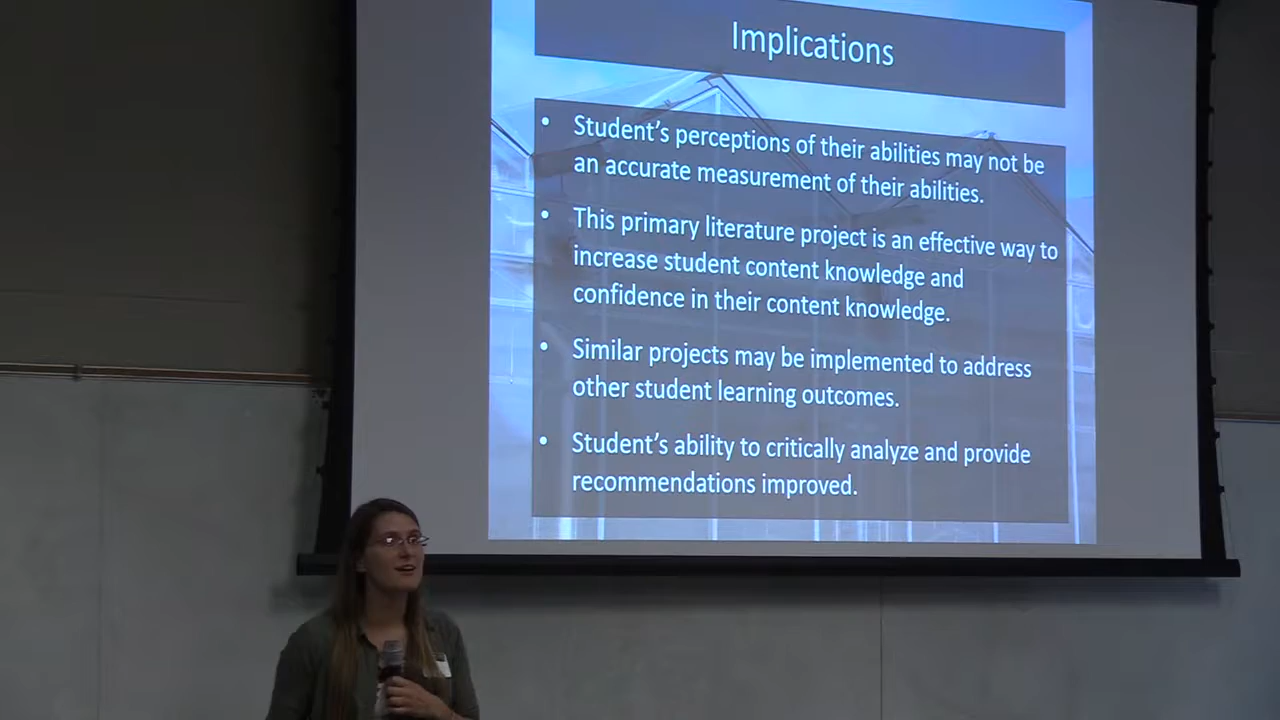 Implications
• Student's perceptions of their abilities may not be
an accurate measurement of their abilities.
• This primary literature project is an effective way to
increase student content knowledge and
confidence in their content knowledge.
• Similar projects may be implemented to address
other student learning outcomes.
• Student's ability to critically analyze and provide
recommendations improved.